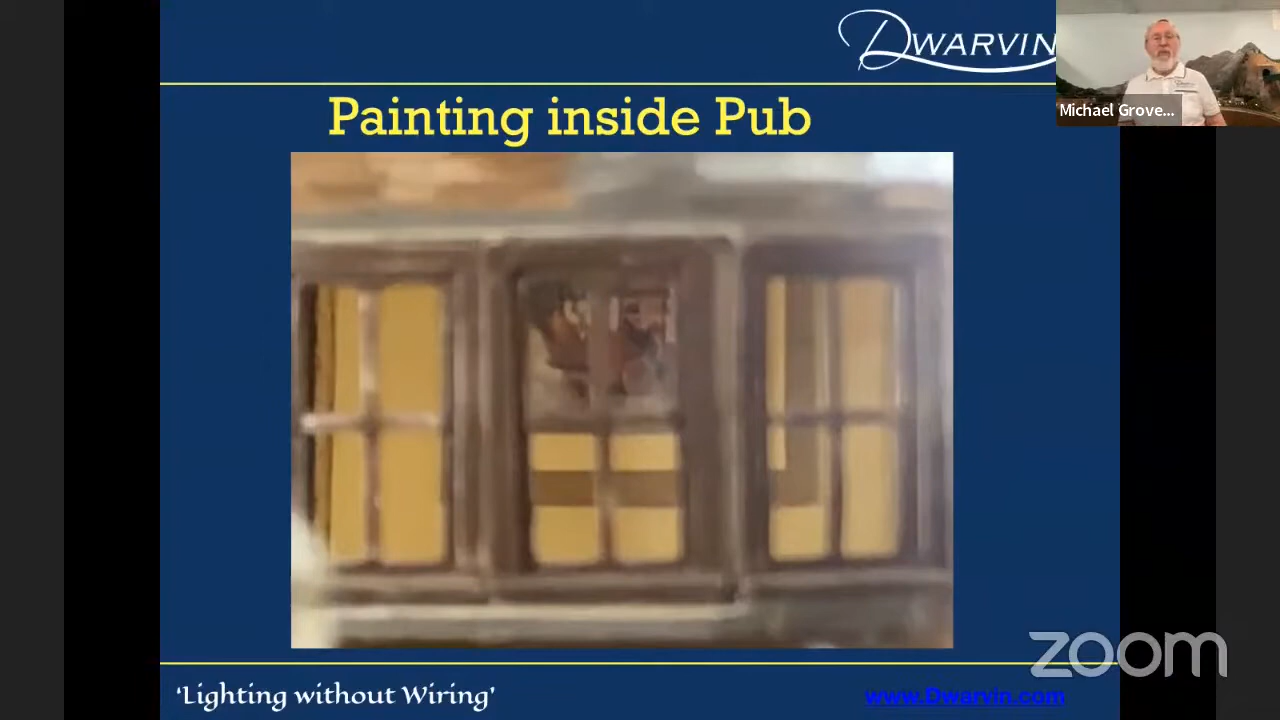 DWARVIN
Painting inside Pub
Michael Grove...
zoom
'Lighting without Wiring'
www.Dwarvin.com